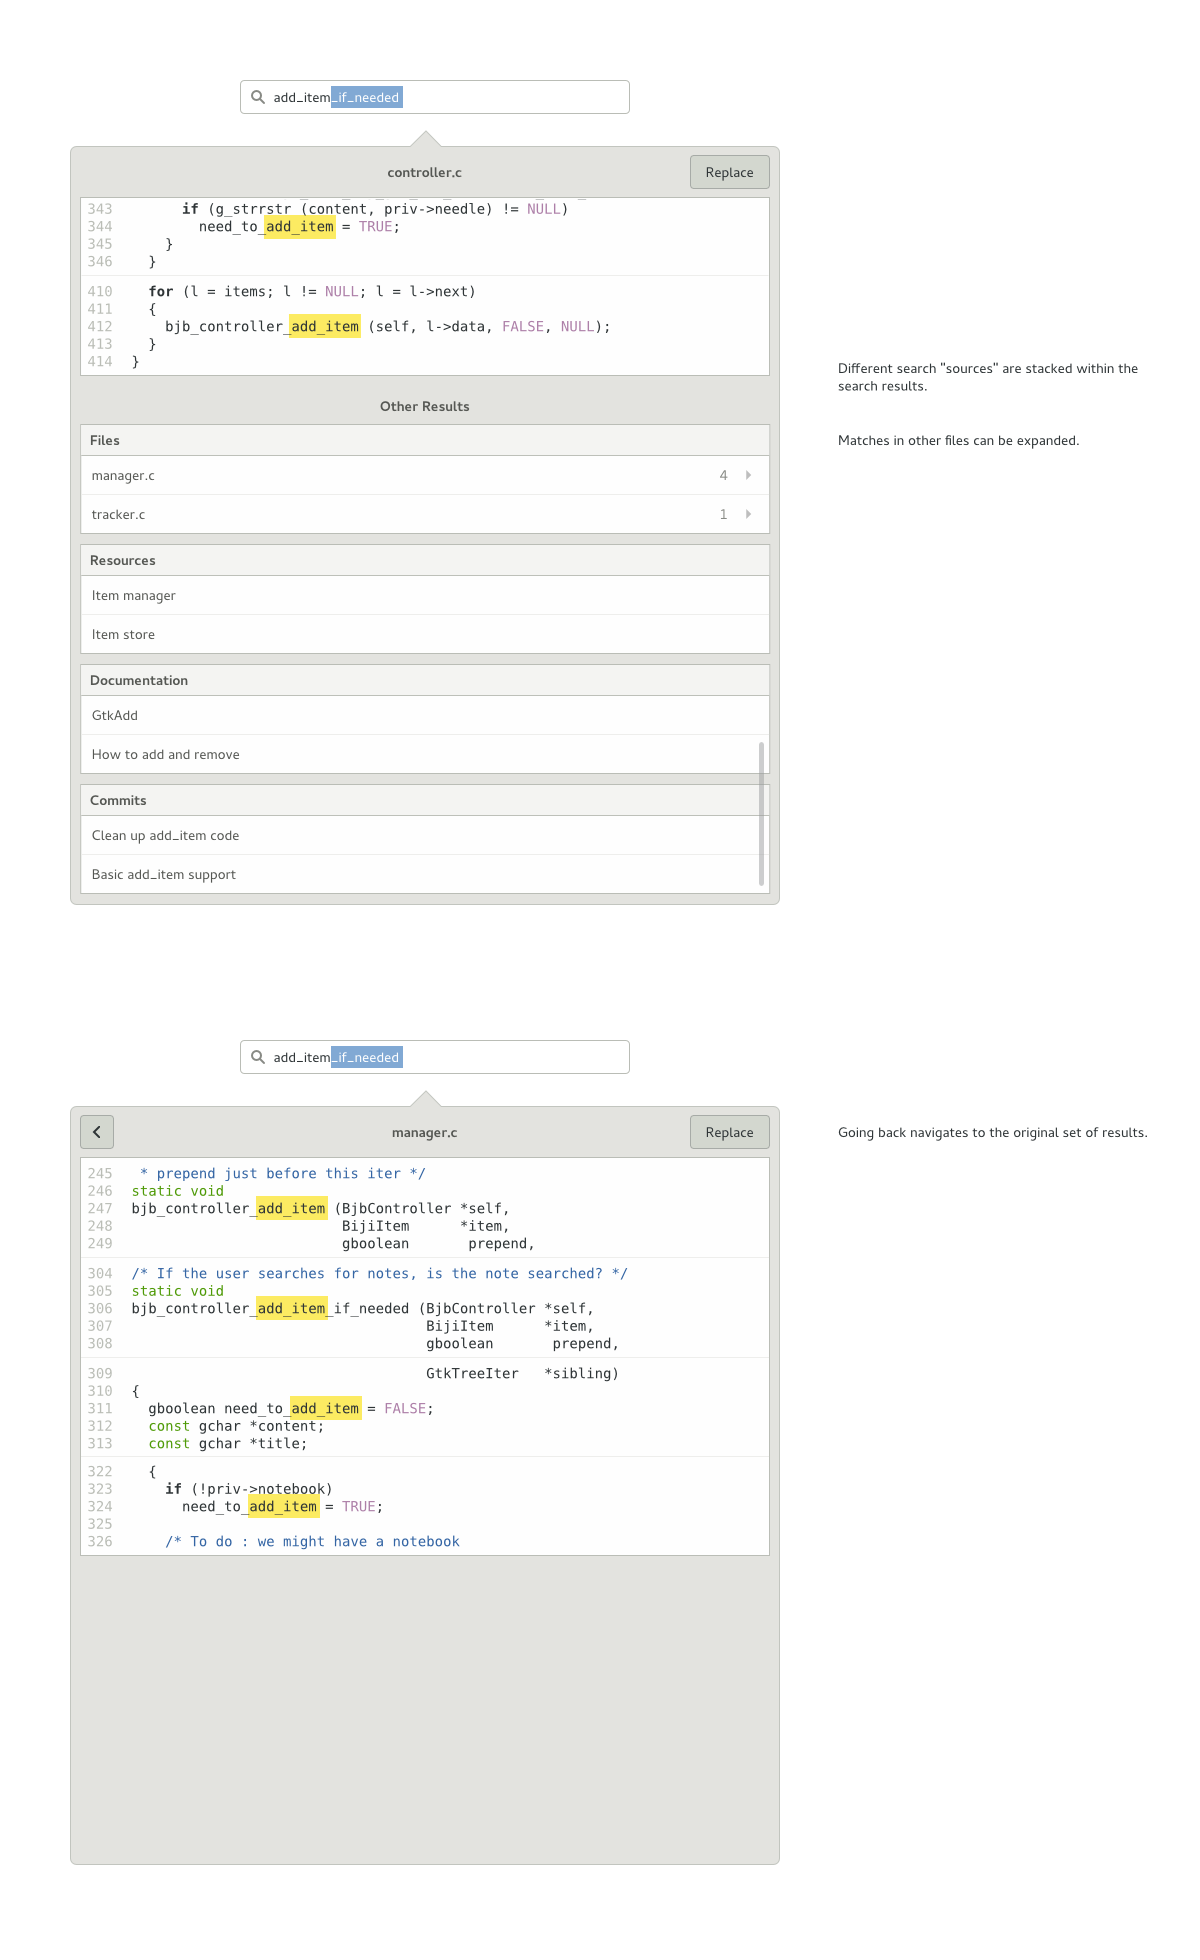 add_item_if_needed
controller.c
Replace
343         if (g_strrstr (content, priv->needle) != NULL)
344           need_to_add_item = TRUE;
345       }
346     }
410     for (l = items; l != NULL; l = l->next)
411     {
412       bjb_controller_add_item (self, l->data, FALSE, NULL);
413     }
414   }
Different search "sources" are stacked within the
search results.
Other Results
Files
Matches in other files can be expanded.
manager.c 4
tracker.c 1
Resources
Item manager
Item store
Documentation
GtkAdd
How to add and remove
Commits
Clean up add_item code
Basic add_item support
add_item_if_needed
manager.c
Replace
Going back navigates to the original set of results.
245    * prepend just before this iter */
246   static void
247   bjb_controller_add_item (BjbController *self,
248                            BijiItem      *item,
249                            gboolean       prepend,
304   /* If the user searches for notes, is the note searched? */
305   static void
306   bjb_controller_add_item_if_needed (BjbController *self,
307                                      BijiItem      *item,
308                                      gboolean       prepend,
309                                      GtkTreeIter   *sibling)
310   {
311     gboolean need_to_add_item = FALSE;
312     const gchar *content;
313     const gchar *title;
322     {
323       if (!priv->notebook)
324         need_to_add_item = TRUE;
325
326       /* To do : we might have a notebook